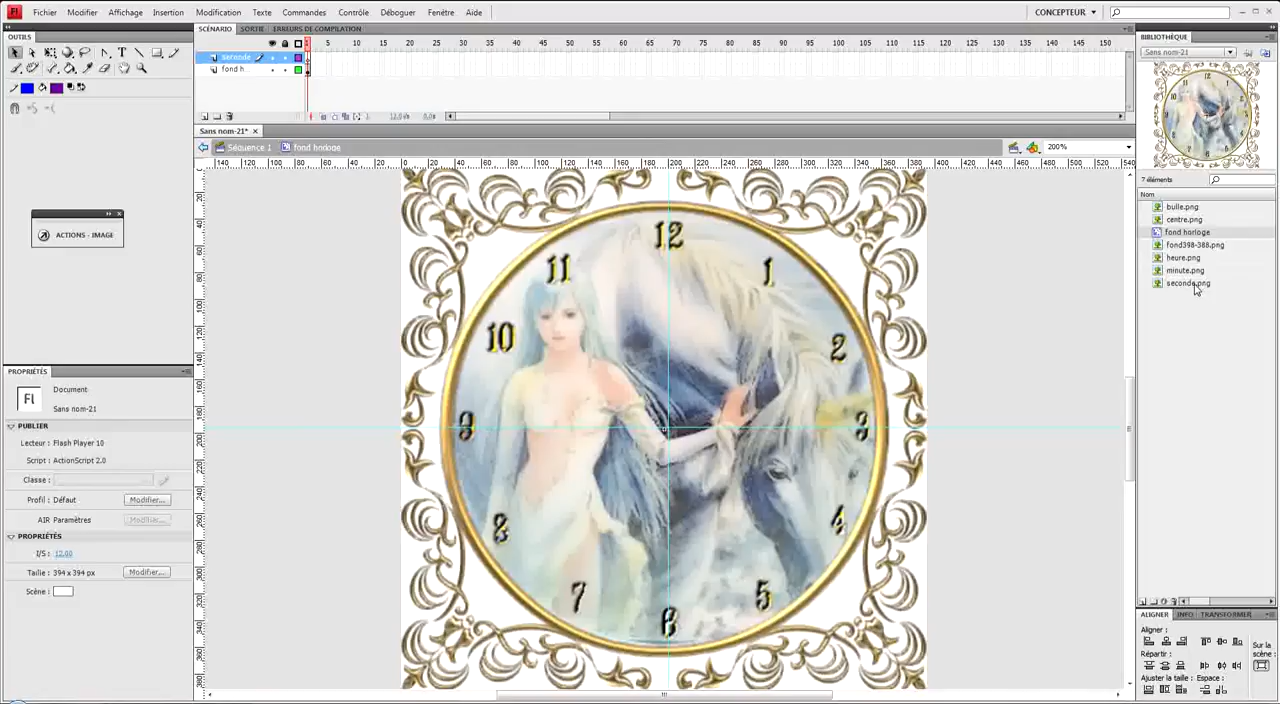 Fl Fichier Modifier Affichage Insertion Modification Texte Commandes Contrôle Déboguer Fenêtre Aide CONCEPTEUR
OUTILS
SCÉNARIO SORTIE ERREURS DE COMPILATION
5 10 15 20 25 30 35 40 45 50 55 60 65 70 75 80 85 90 95 100 105 110 115 120 125 130 135 140 145 150
fond h...
Sans nom-21*
Séquence 1 fond horloge 200%
ACTIONS - IMAGE
12
11 1
10 2
9 3
8 4
7 5
6
PROPRIÉTÉS
Fl
Document
Sans nom-21
PUBLIER
Lecteur : Flash Player 10
Script : ActionScript 2.0
Classe :
Profil : Défaut Modifier...
AIR Paramètres Modifier...
PROPRIÉTÉS
I/S : 12.00
Taille : 394 x 394 px Modifier...
Scène :
BIBLIOTHÈQUE
Sans nom-21
7 éléments
Nom
bulle.png
centre.png
fond horloge
fond398-388.png
heure.png
minute.png
seconde.png
ALIGNER INFO TRANSFORMER
Aligner :
Répartir :
Sur la
scène :
Ajuster la taille : Espace :